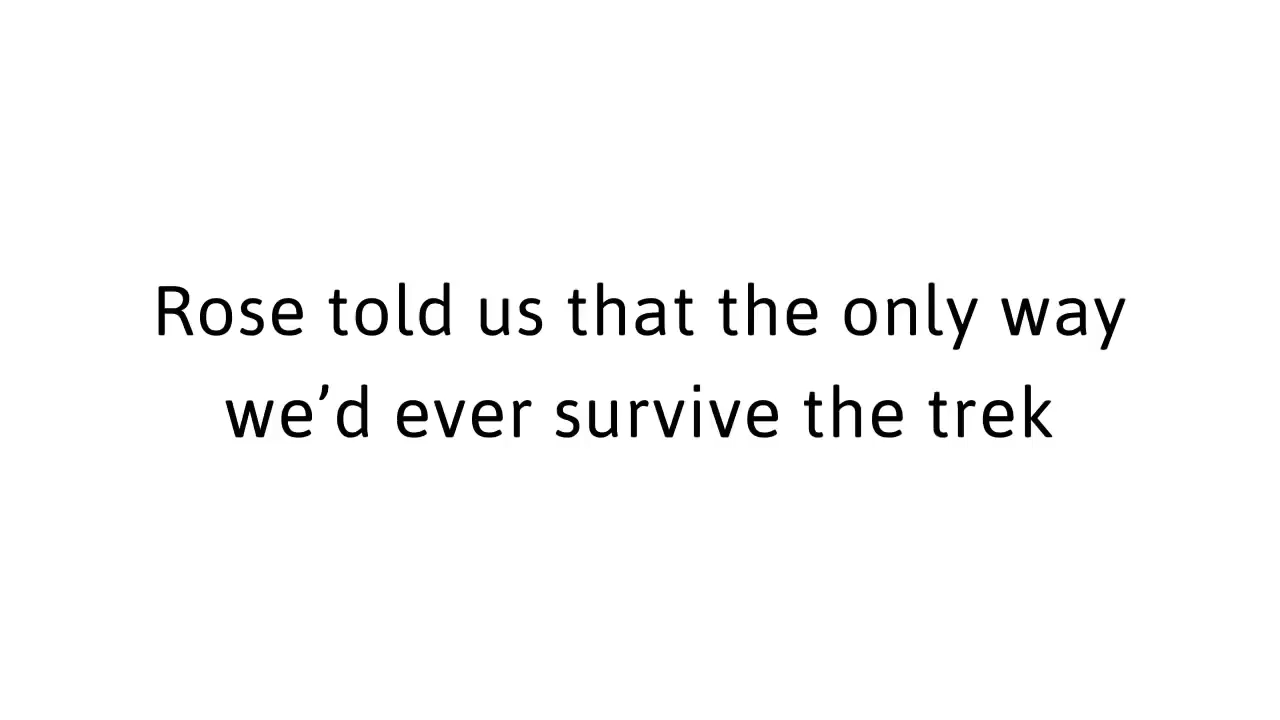 Rose told us that the only way
we’d ever survive the trek